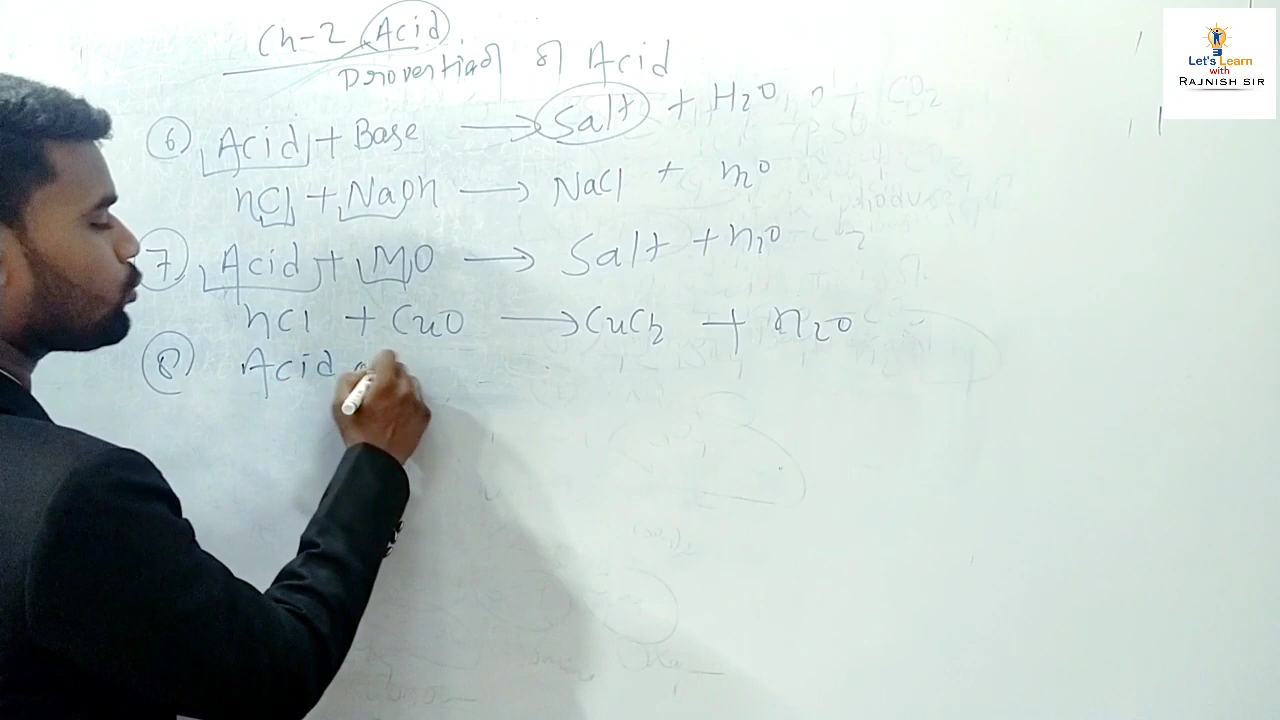 Ch-2 Acid
Properties of Acid
6 Acid + Base → Salt + H2O
HCl + NaOH → NaCl + H2O
7 Acid + MO → Salt + H2O
HCl + CuO → CuCl2 + H2O
8 Acid
Let's Learn
with
RAJNISH SIR